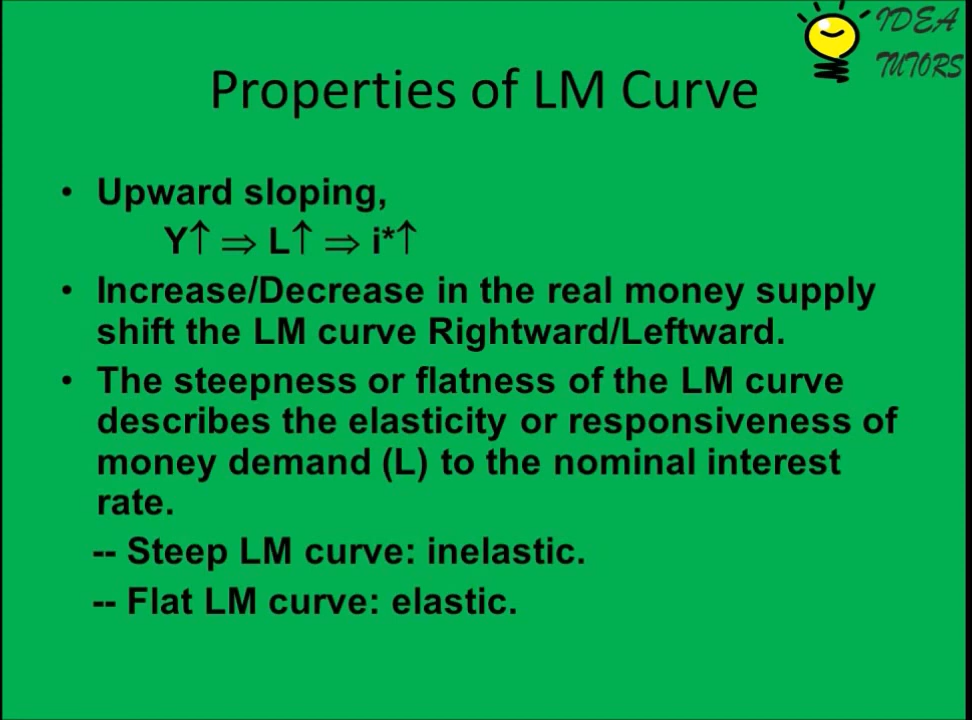 IDEA
TUTORS
Properties of LM Curve
• Upward sloping,
Y↑ ⇒ L↑ ⇒ i*↑
• Increase/Decrease in the real money supply
shift the LM curve Rightward/Leftward.
• The steepness or flatness of the LM curve
describes the elasticity or responsiveness of
money demand (L) to the nominal interest
rate.
-- Steep LM curve: inelastic.
-- Flat LM curve: elastic.